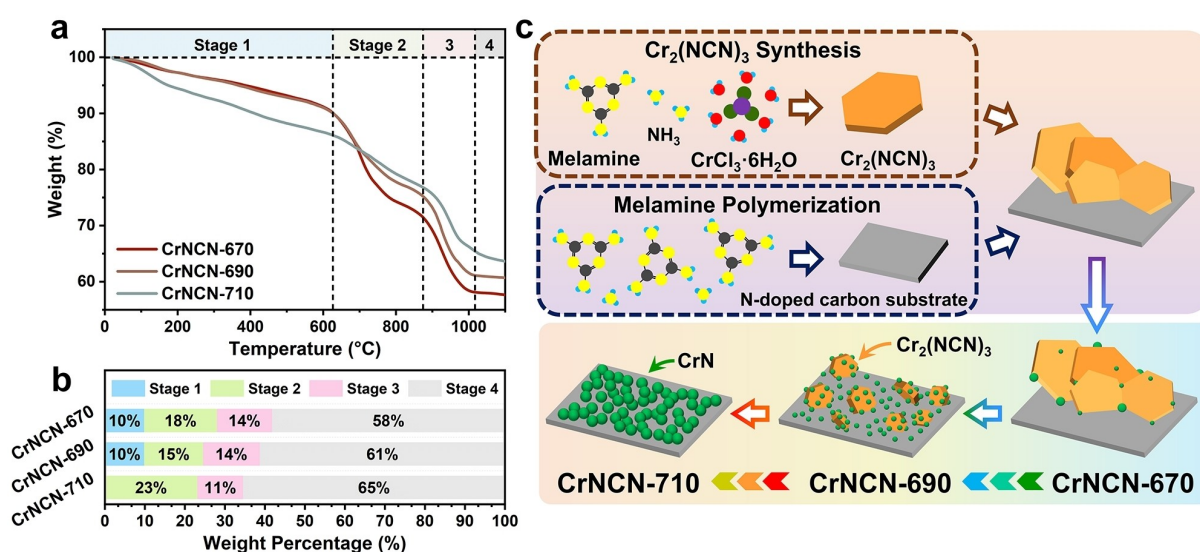 a
Stage 1
Stage 2
3
4
100
90
80
70
60
Weight (%)
CrNCN-670
CrNCN-690
CrNCN-710
0
200
400
600
800
1000
Temperature (°C)
b
Stage 1
Stage 2
Stage 3
Stage 4
CrNCN-670
10%
18%
14%
58%
CrNCN-690
10%
15%
14%
61%
CrNCN-710
23%
11%
65%
0
10
20
30
40
50
60
70
80
90
100
Weight Percentage (%)
c
Cr₂(NCN)₃ Synthesis
Melamine
NH₃
CrCl₃·6H₂O
Cr₂(NCN)₃
Melamine Polymerization
N-doped carbon substrate
CrN
Cr₂(NCN)₃
CrNCN-710
CrNCN-690
CrNCN-670